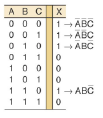 A B C X
0 0 0 1 → A̅B̅C̅
0 0 1 1 → A̅B̅C
0 1 0 1 → A̅BC̅
0 1 1 0
1 0 0 0
1 0 1 0
1 1 0 1 → ABC̅
1 1 1 0